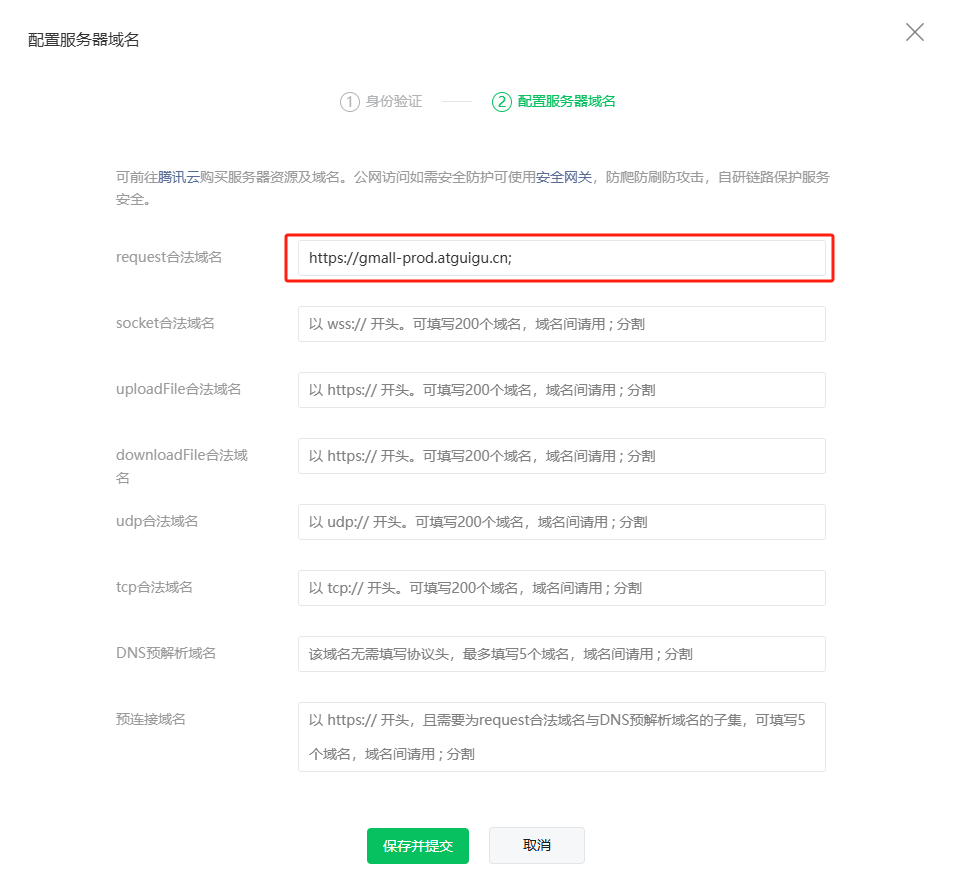 配置服务器域名
1 身份验证
2 配置服务器域名
可前往腾讯云购买服务器资源及域名。公网访问如需安全防护可使用安全网关，防爬防刷防攻击，自研链路保护服务
安全。
request合法域名
https://gmall-prod.atguigu.cn;
socket合法域名
以 wss:// 开头。可填写200个域名，域名间请用 ; 分割
uploadFile合法域名
以 https:// 开头。可填写200个域名，域名间请用 ; 分割
downloadFile合法域
名
以 https:// 开头。可填写200个域名，域名间请用 ; 分割
udp合法域名
以 udp:// 开头。可填写200个域名，域名间请用 ; 分割
tcp合法域名
以 tcp:// 开头。可填写200个域名，域名间请用 ; 分割
DNS预解析域名
该域名无需填写协议头，最多填写5个域名，域名间请用 ; 分割
预连接域名
以 https:// 开头，且需要为request合法域名与DNS预解析域名的子集，可填写5
个域名，域名间请用 ; 分割
保存并提交
取消